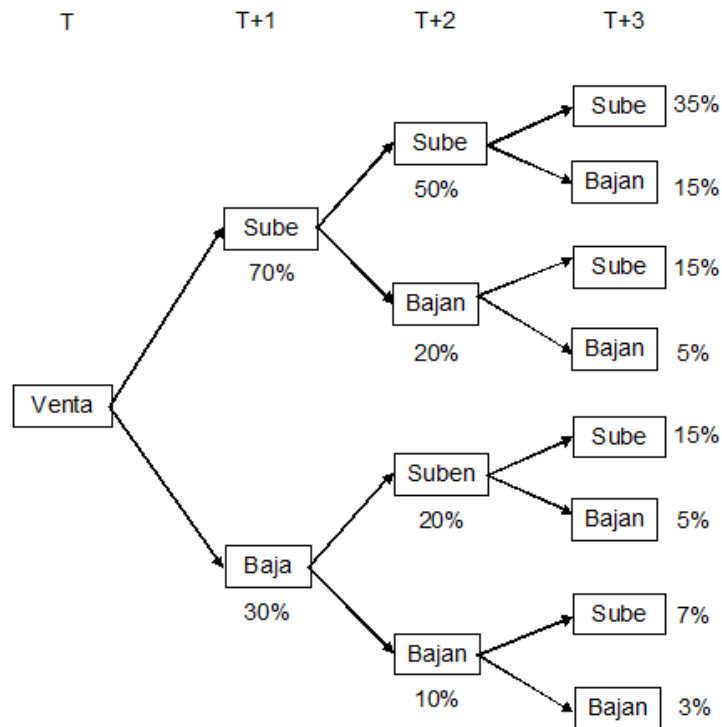 T T+1 T+2 T+3
Sube 35%
Sube
50%
Bajan 15%
Sube
70%
Sube 15%
Bajan
20%
Bajan 5%
Venta
Sube 15%
Suben
20%
Bajan 5%
Baja
30%
Sube 7%
Bajan
10%
Bajan 3%